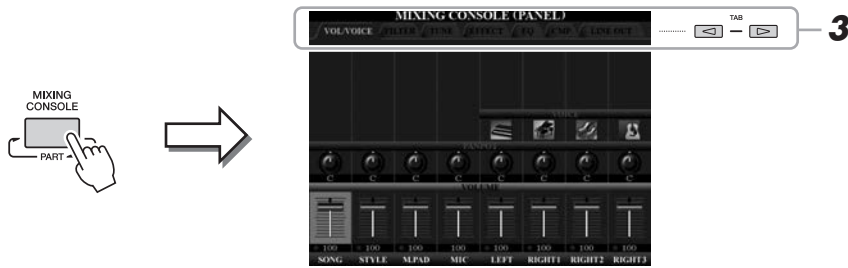 MIXING CONSOLE (PANEL)
VOL/VOICE FILTER TUNE EFFECT EQ CMP LINE OUT
TAB
3
MIXING
CONSOLE
PART
VOICE
PANPOT
C C C C C C C C
VOLUME
100 100 100 100 100 100 100 100
SONG STYLE M.PAD MIC LEFT RIGHT1 RIGHT2 RIGHT3